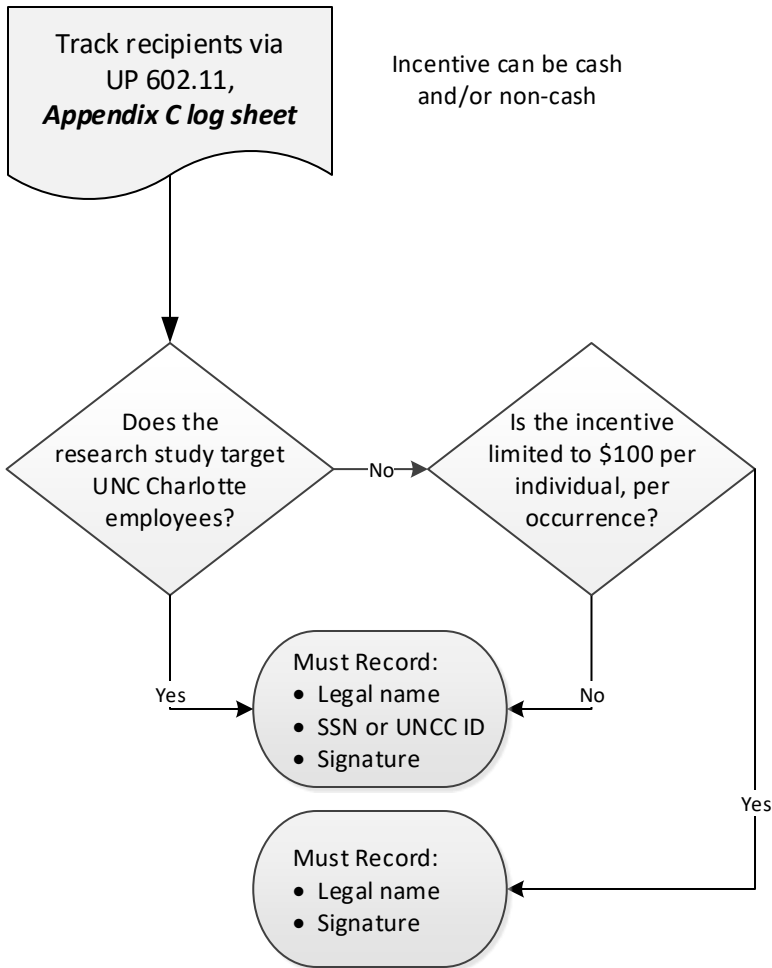 Track recipients via
UP 602.11,
Appendix C log sheet
Incentive can be cash
and/or non-cash
Does the
research study target
UNC Charlotte
employees?
No
Is the incentive
limited to $100 per
individual, per
occurrence?
Yes
Must Record:
• Legal name
• SSN or UNCC ID
• Signature
No
Yes
Must Record:
• Legal name
• Signature